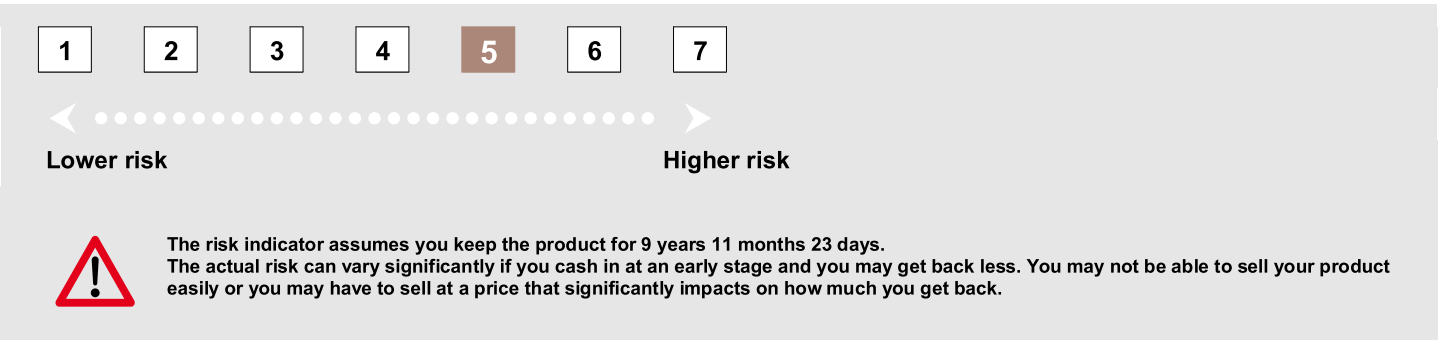 1 2 3 4 5 6 7
Lower risk Higher risk
The risk indicator assumes you keep the product for 9 years 11 months 23 days.
The actual risk can vary significantly if you cash in at an early stage and you may get back less. You may not be able to sell your product
easily or you may have to sell at a price that significantly impacts on how much you get back.